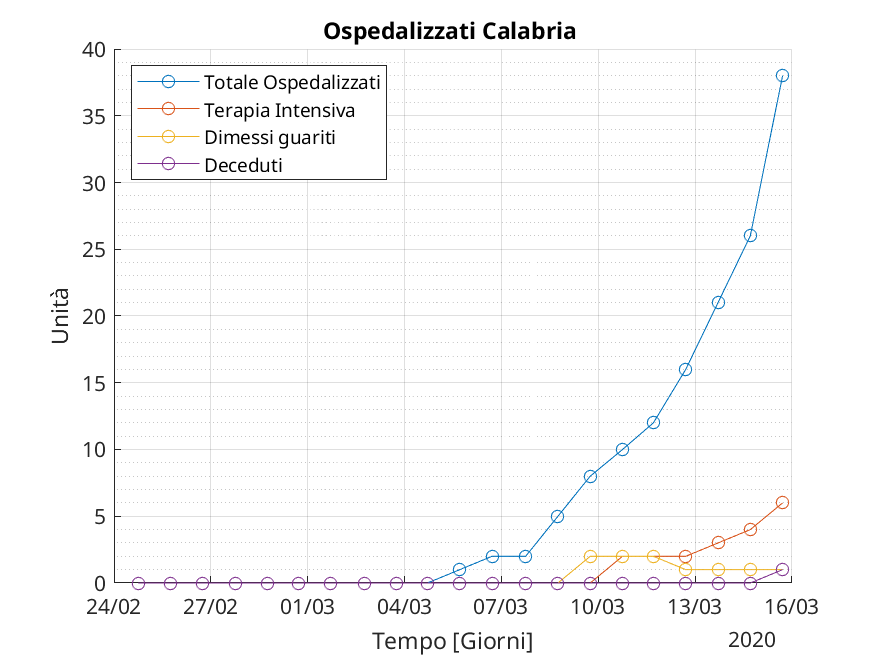 Ospedalizzati Calabria
Totale Ospedalizzati
Terapia Intensiva
Dimessi guariti
Deceduti
Unità
40
35
30
25
20
15
10
5
0
24/02 27/02 01/03 04/03 07/03 10/03 13/03 16/03
Tempo [Giorni]
2020